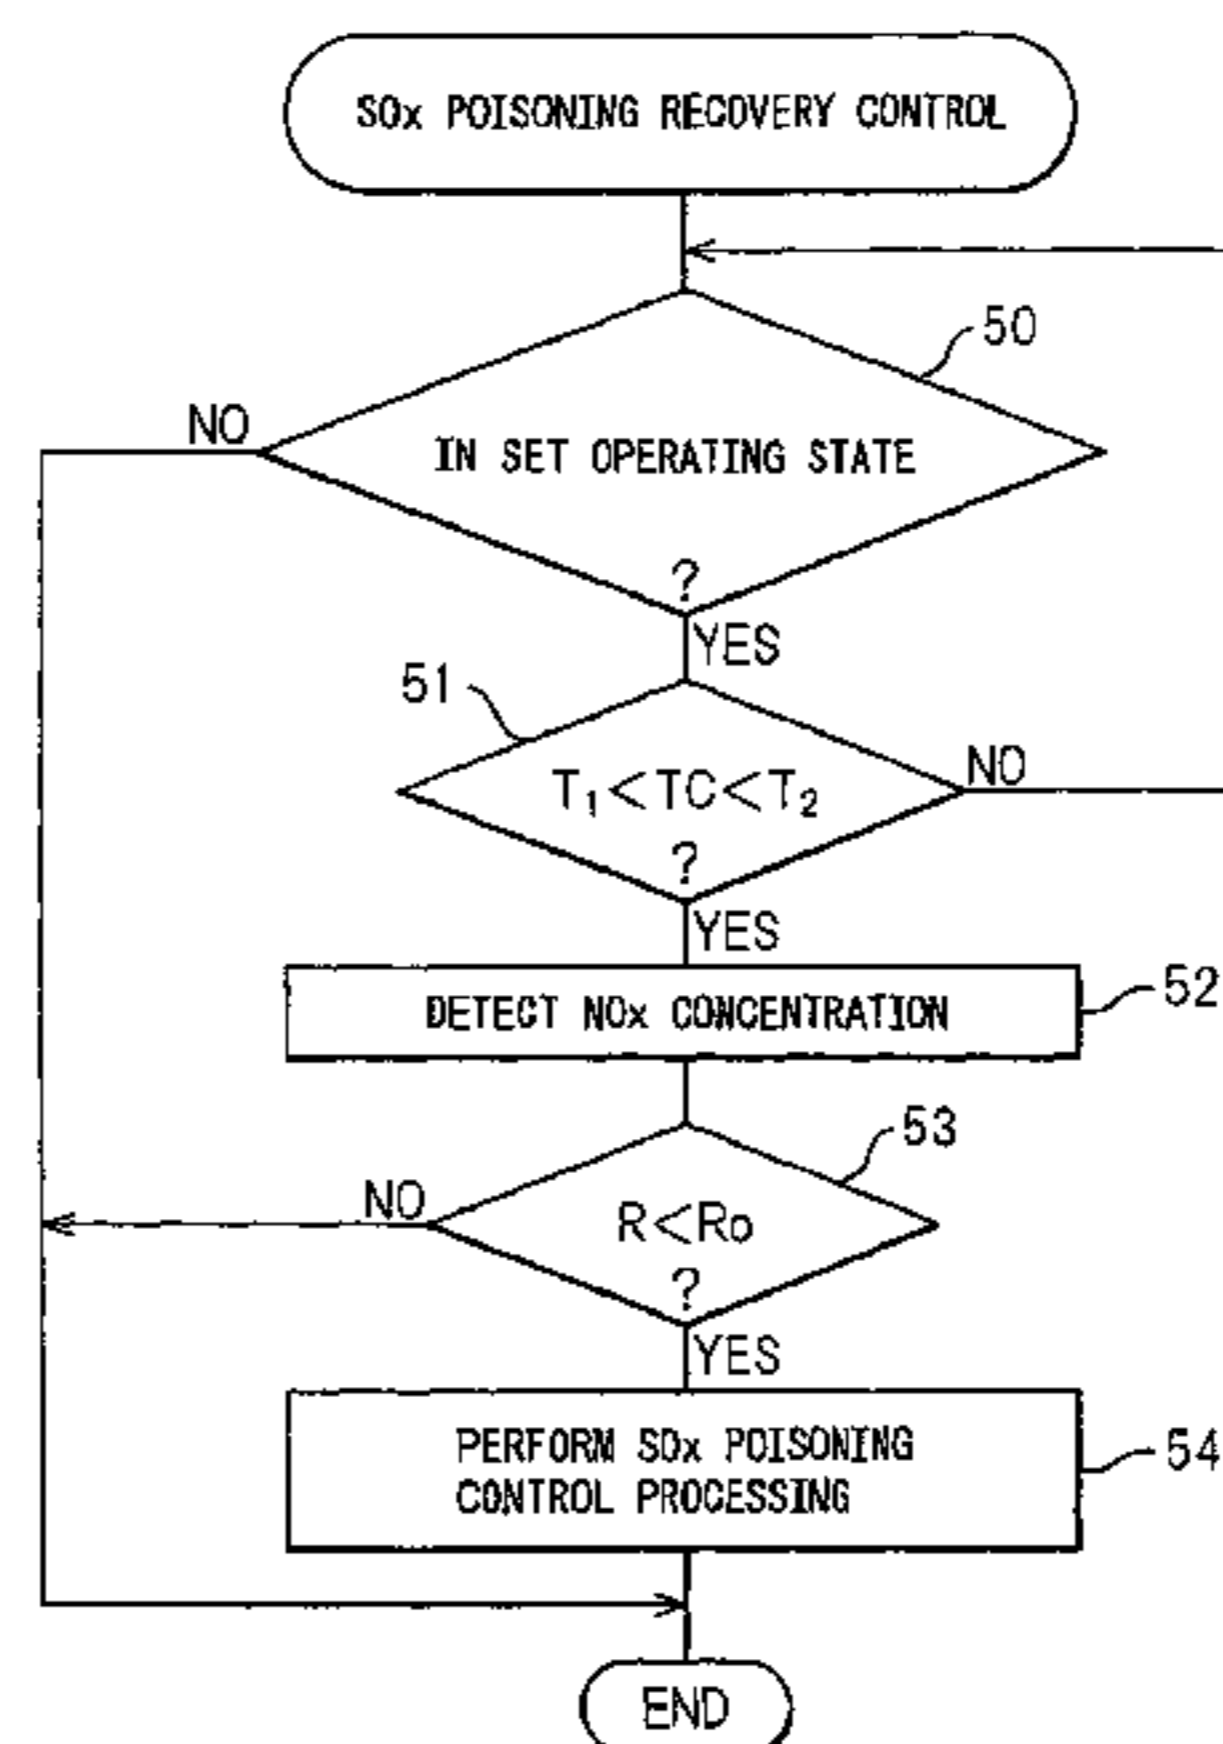 SOx POISONING RECOVERY CONTROL
50
NO
IN SET OPERATING STATE
?
YES
51
T₁<TC<T₂
NO
?
YES
DETECT NOx CONCENTRATION
52
53
NO
R<Ro
?
YES
PERFORM SOx POISONING
CONTROL PROCESSING
54
END